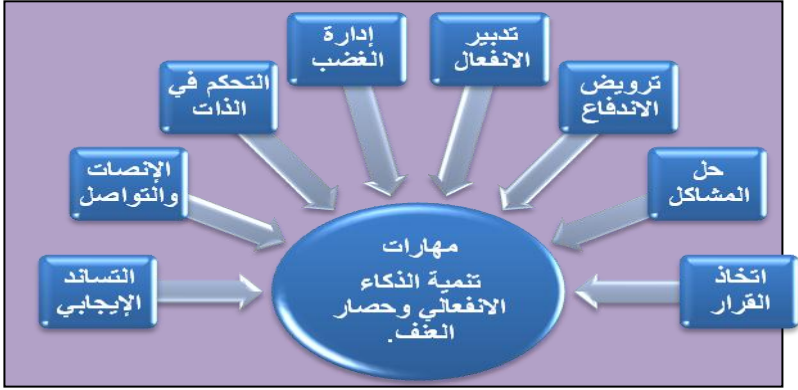 اتخاذ
القرار
حل
المشاكل
ترويض
الاندفاع
تدبير
الانفعال
إدارة
الغضب
التحكم في
الذات
الإنصات
والتواصل
التساند
الإيجابي
مهارات
تنمية الذكاء
الانفعالي وحصار
العنف.